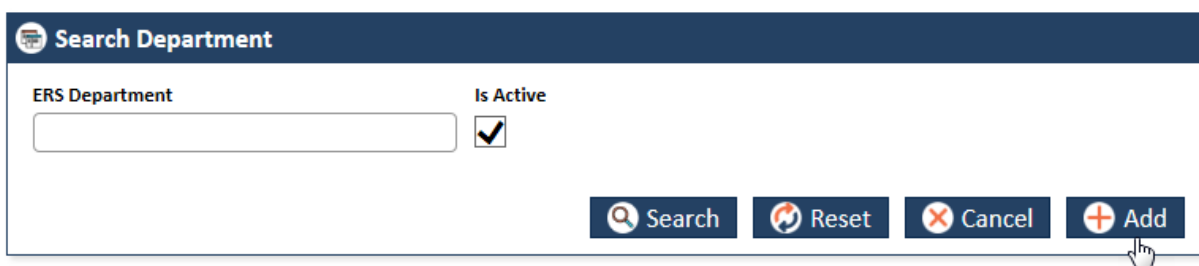 Search Department
ERS Department Is Active
Search Reset Cancel Add